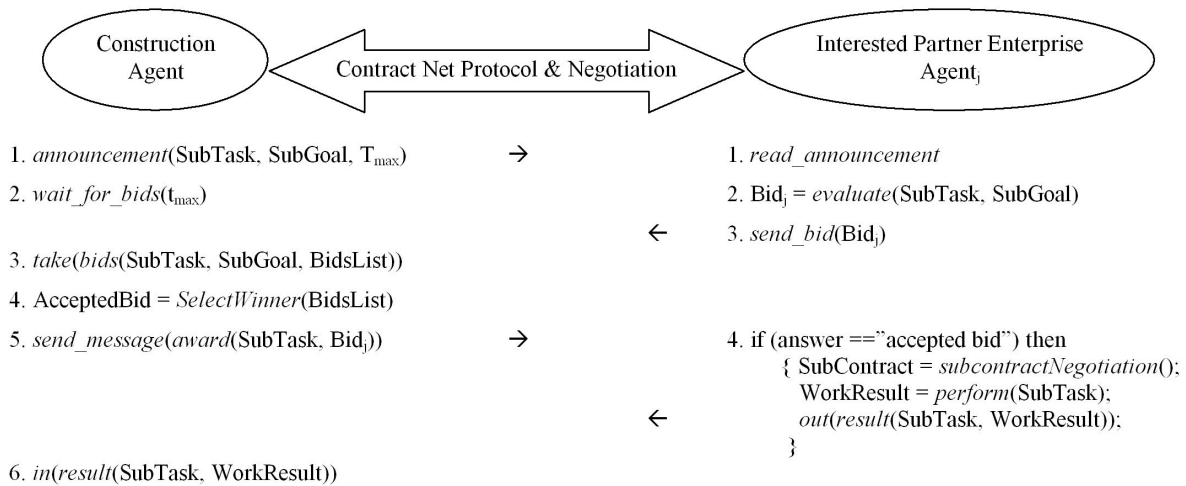 Construction
Agent
Contract Net Protocol & Negotiation
Interested Partner Enterprise
Agentj
1. announcement(SubTask, SubGoal, Tmax) → 1. read_announcement
2. wait_for_bids(tmax) 2. Bidj = evaluate(SubTask, SubGoal)
← 3. send_bid(Bidj)
3. take(bids(SubTask, SubGoal, BidsList))
4. AcceptedBid = SelectWinner(BidsList)
5. send_message(award(SubTask, Bidj)) → 4. if (answer ==”accepted bid”) then
{ SubContract = subcontractNegotiation();
WorkResult = perform(SubTask);
← out(result(SubTask, WorkResult));
}
6. in(result(SubTask, WorkResult))